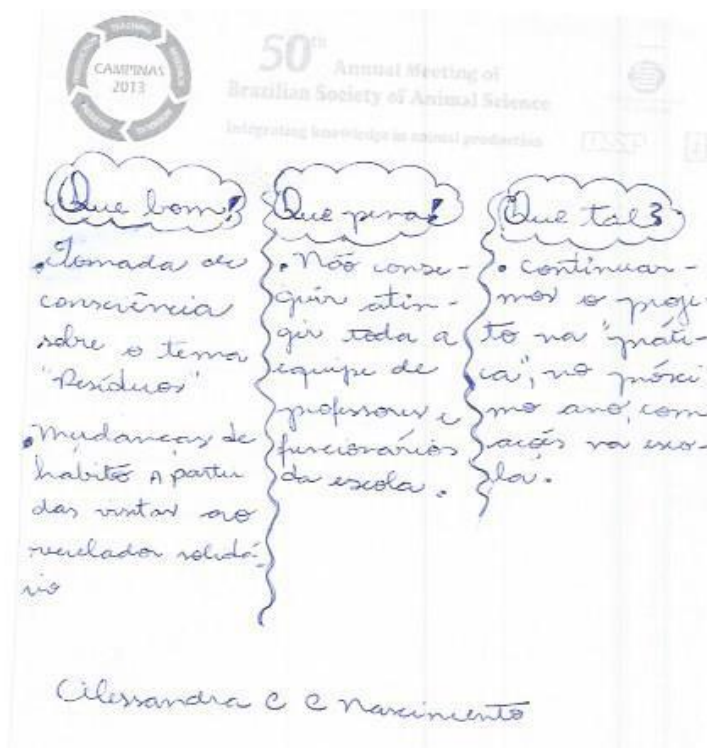 CAMPINAS
2013
50th Annual Meeting of
Brazilian Society of Animal Science
Integrating knowledge in animal production
Que bom!
. Tomada de
consciência
sobre o tema
"Resíduos"
. Mudanças de
hábito A partir
das visitas ao
reciclador solidá-
rio
Que pena!
. Não conse-
guir atin-
gir toda a
equipe de
professores e
funcionários
da escola.
Que tal?
. continuar-
mos o proje-
to na "práti-
ca", no próxi
mo ano, com
ações na esco-
la.
Alessandra C C Nascimento